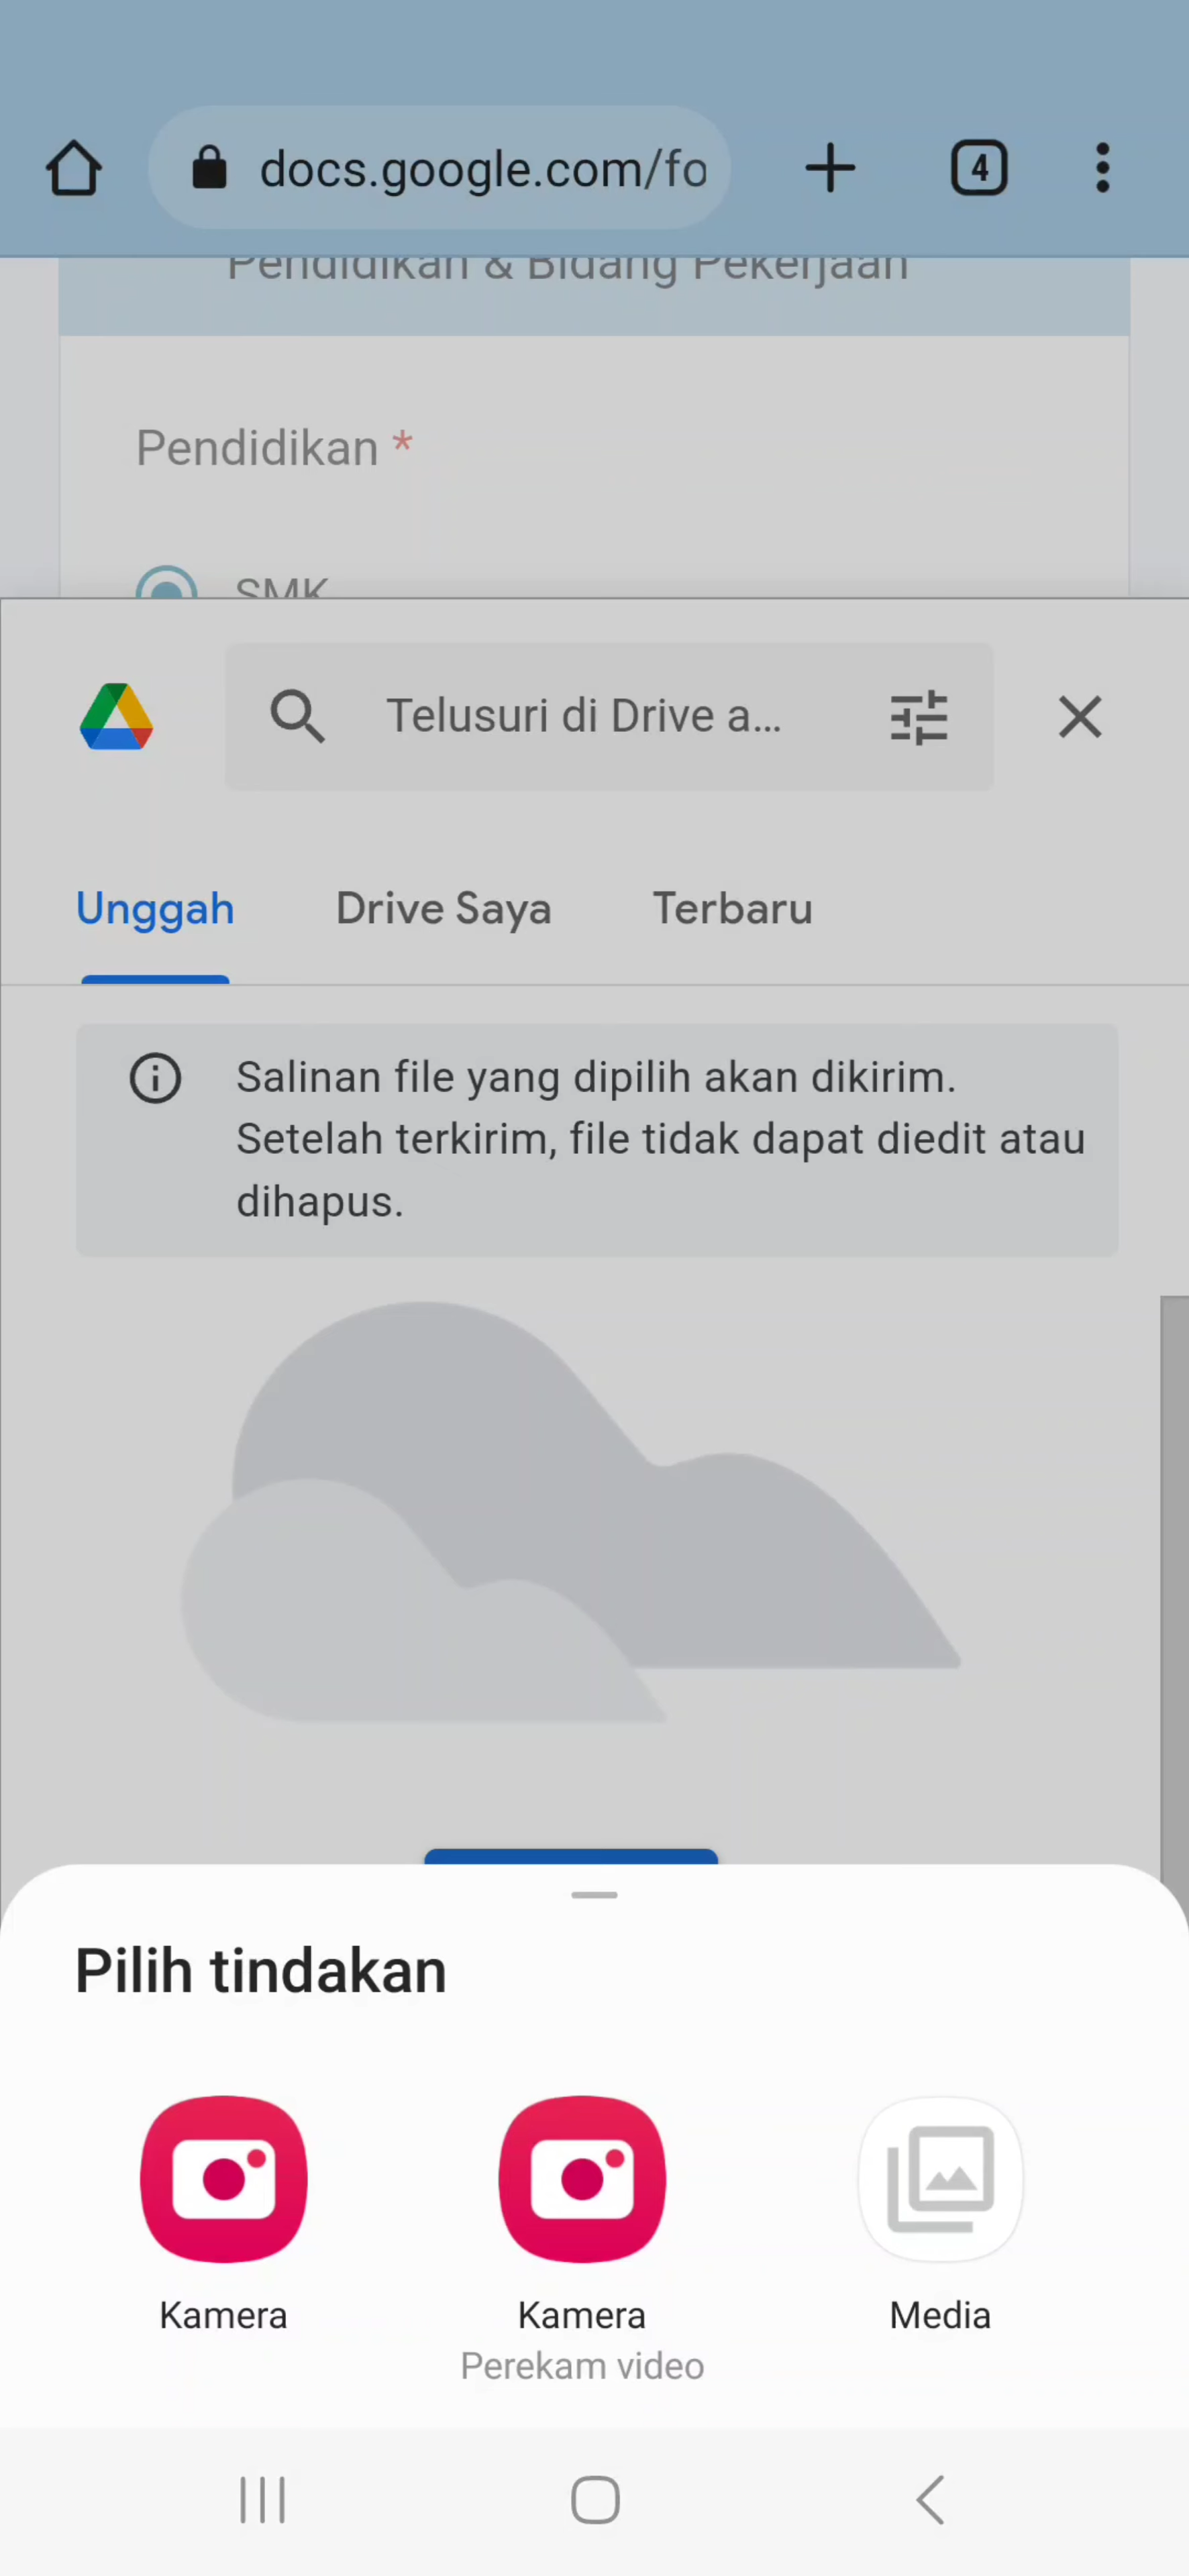 docs.google.com/fo
4
Pendidikan & Bidang Pekerjaan
Pendidikan *
SMK
Telusuri di Drive a...
Unggah Drive Saya Terbaru
Salinan file yang dipilih akan dikirim.
Setelah terkirim, file tidak dapat diedit atau
dihapus.
Pilih tindakan
Kamera Kamera Media
Perekam video